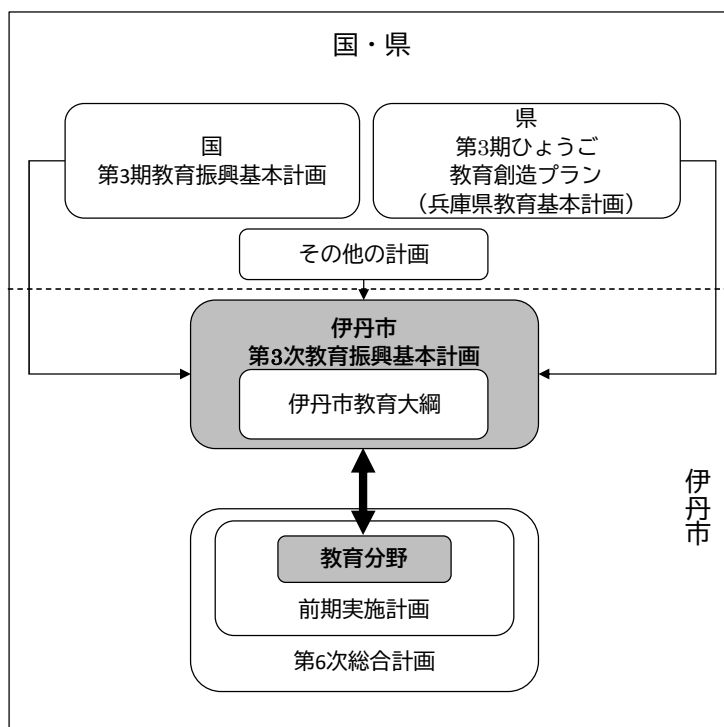 国・県
国
第3期教育振興基本計画
県
第3期ひょうご
教育創造プラン
（兵庫県教育基本計画）
その他の計画
伊丹市
第3次教育振興基本計画
伊丹市教育大綱
伊丹市
教育分野
前期実施計画
第6次総合計画